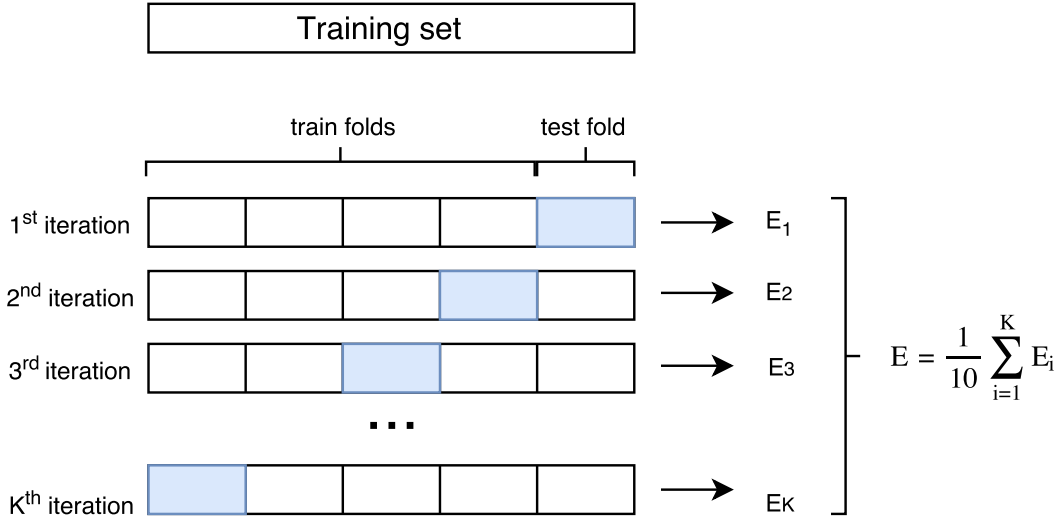 Training set
train folds
test fold
1st iteration
E1
2nd iteration
E2
3rd iteration
E3
...
Kth iteration
EK
E = 1/10 K∑i=1 Ei